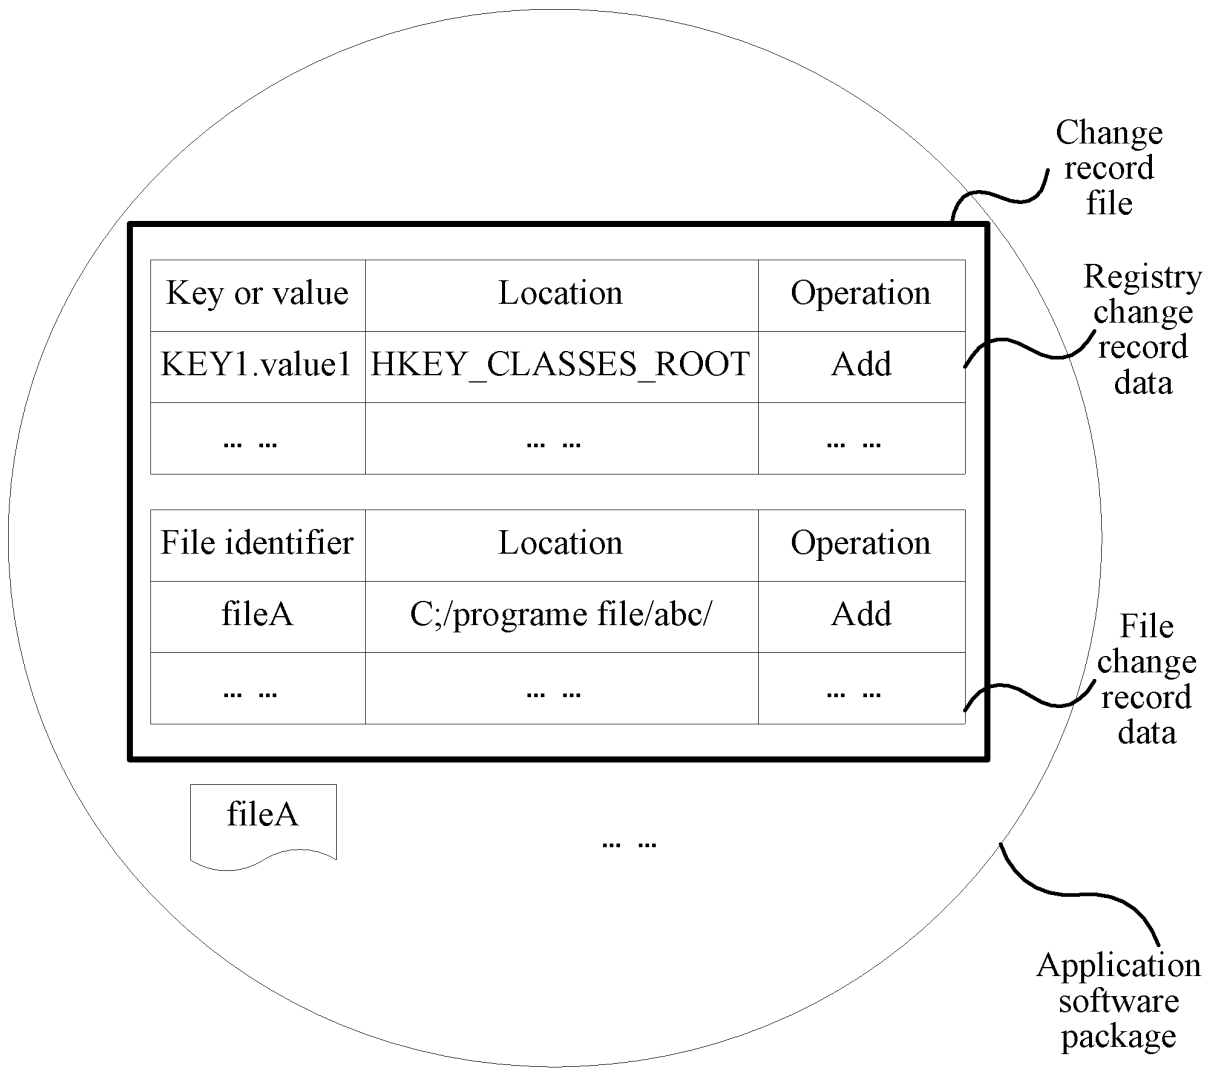 Change
record
file
Key or value Location Operation
KEY1.value1 HKEY_CLASSES_ROOT Add
... ... ... ... ... ...
Registry
change
record
data
File identifier Location Operation
fileA C;/programe file/abc/ Add
... ... ... ... ... ...
File
change
record
data
fileA ... ...
Application
software
package